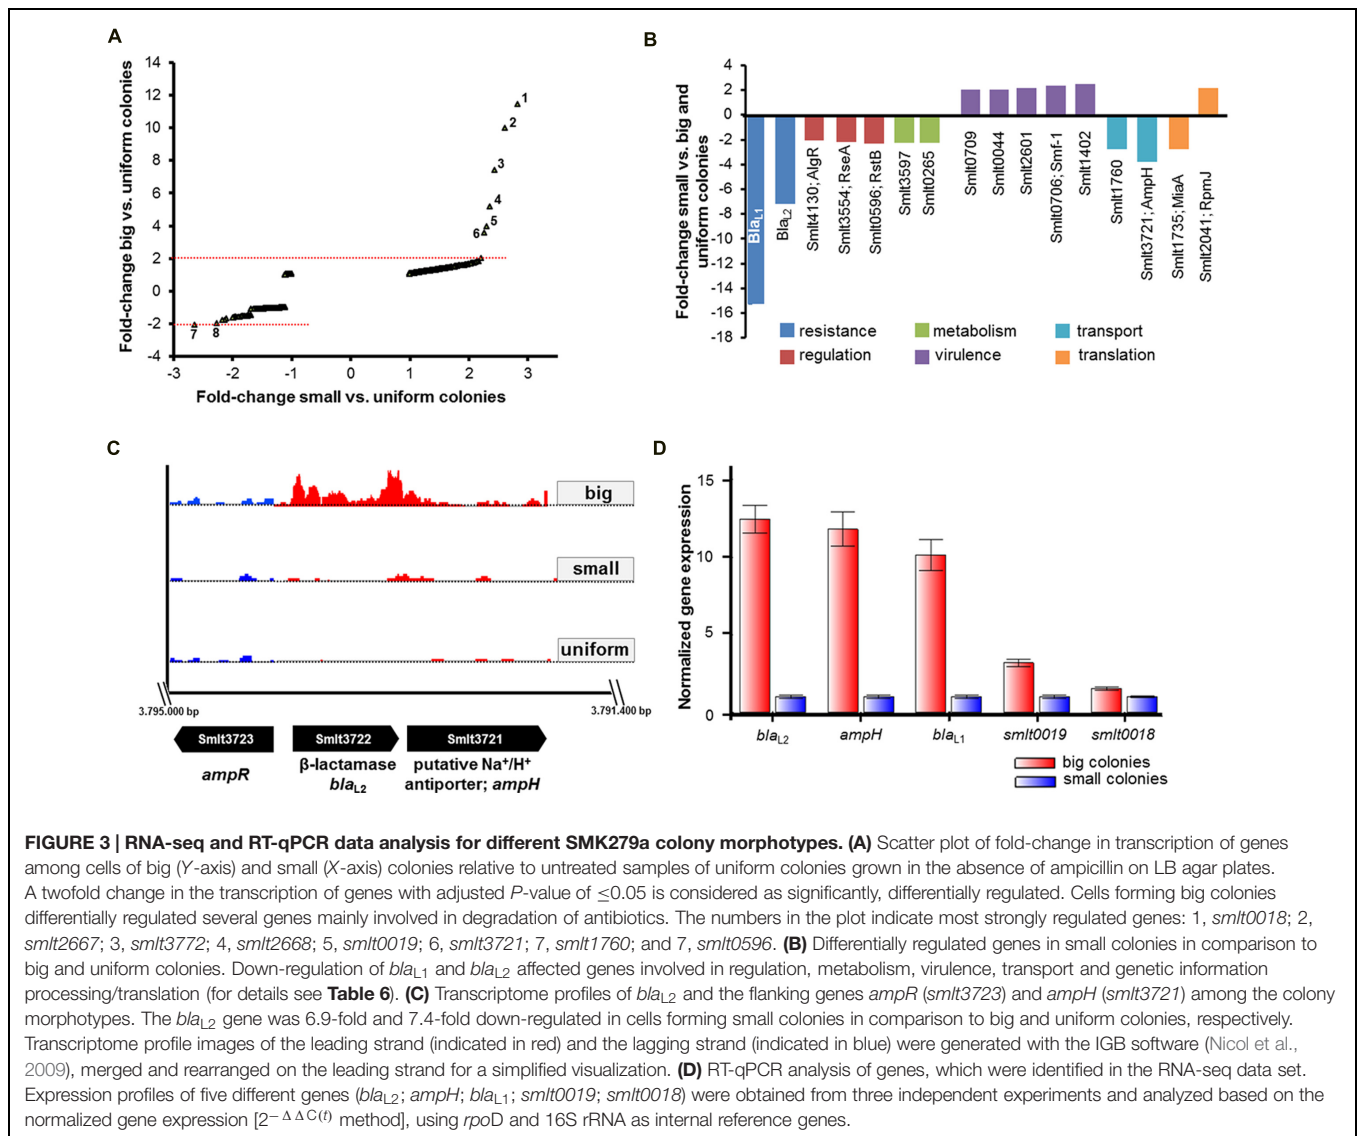 A
Fold-change big vs. uniform colonies
14
12
10
8
6
4
2
0
-2
-4
-3
-2
-1
0
1
2
3
1
2
3
4
5
6
7
8
Fold-change small vs. uniform colonies
B
Fold-change small vs. big and
uniform colonies
4
2
0
-2
-4
-6
-8
-10
-12
-14
-16
-18
BlaL1
BlaL2
Smlt4130; AlgR
Smlt3554; RseA
Smlt0596; RstB
Smlt3597
Smlt0265
Smlt0709
Smlt0044
Smlt2601
Smlt0706; Smf-1
Smlt1402
Smlt1760
Smlt3721; AmpH
Smlt1735; MiaA
Smlt2041; RpmJ
resistance
metabolism
transport
regulation
virulence
translation
C
big
small
uniform
3.795.000 bp
3.791.400 bp
Smlt3723
Smlt3722
Smlt3721
ampR
β-lactamase
blaL2
putative Na⁺/H⁺
antiporter; ampH
D
Normalized gene expression
15
10
5
0
blaL2
ampH
blaL1
smlt0019
smlt0018
big colonies
small colonies
FIGURE 3 | RNA-seq and RT-qPCR data analysis for different SMK279a colony morphotypes. (A) Scatter plot of fold-change in transcription of genes
among cells of big (Y-axis) and small (X-axis) colonies relative to untreated samples of uniform colonies grown in the absence of ampicillin on LB agar plates.
A twofold change in the transcription of genes with adjusted P-value of ≤0.05 is considered as significantly, differentially regulated. Cells forming big colonies
differentially regulated several genes mainly involved in degradation of antibiotics. The numbers in the plot indicate most strongly regulated genes: 1, smlt0018; 2,
smlt2667; 3, smlt3772; 4, smlt2668; 5, smlt0019; 6, smlt3721; 7, smlt1760; and 7, smlt0596. (B) Differentially regulated genes in small colonies in comparison to
big and uniform colonies. Down-regulation of blaL1 and blaL2 affected genes involved in regulation, metabolism, virulence, transport and genetic information
processing/translation (for details see Table 6). (C) Transcriptome profiles of blaL2 and the flanking genes ampR (smlt3723) and ampH (smlt3721) among the colony
morphotypes. The blaL2 gene was 6.9-fold and 7.4-fold down-regulated in cells forming small colonies in comparison to big and uniform colonies, respectively.
Transcriptome profile images of the leading strand (indicated in red) and the lagging strand (indicated in blue) were generated with the IGB software (Nicol et al.,
2009), merged and rearranged on the leading strand for a simplified visualization. (D) RT-qPCR analysis of genes, which were identified in the RNA-seq data set.
Expression profiles of five different genes (blaL2; ampH; blaL1; smlt0019; smlt0018) were obtained from three independent experiments and analyzed based on the
normalized gene expression [2−ΔΔC(t) method], using rpoD and 16S rRNA as internal reference genes.